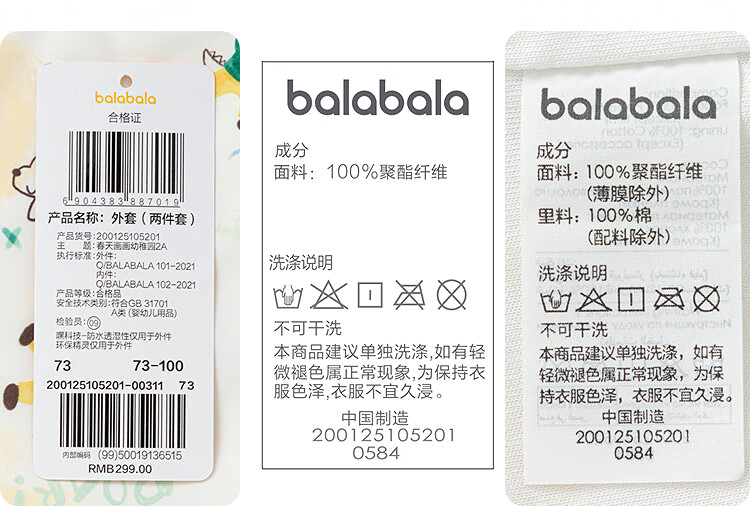 balabala
合格证
6904383887019
产品名称：外套（两件套）
产品货号：200125105201
主　　题：春天画画幼稚园2A
执行标准：外件：
Q/BALABALA 101-2021
内件：
Q/BALABALA 102-2021
产品等级：合格品
安全技术类别：符合GB 31701
A类（婴幼儿用品）
检验员：09
嘿科技-防水透湿性仅用于外件
环保精灵仅用于外件
73 73-100
200125105201-00311 73
内部编码 (99)50019136515
RMB299.00
balabala
成分
面料：100%聚酯纤维
洗涤说明
不可干洗
本商品建议单独洗涤,如有轻
微褪色属正常现象,为保持衣
服色泽,衣服不宜久浸。
中国制造
200125105201
0584
balabala
成分
面料：100%聚酯纤维
（薄膜除外）
里料：100%棉
（配料除外）
洗涤说明
不可干洗
本商品建议单独洗涤，如有
轻微褪色属正常现象，为保
持衣服色泽，衣服不宜久浸。
中国制造
200125105201
0584